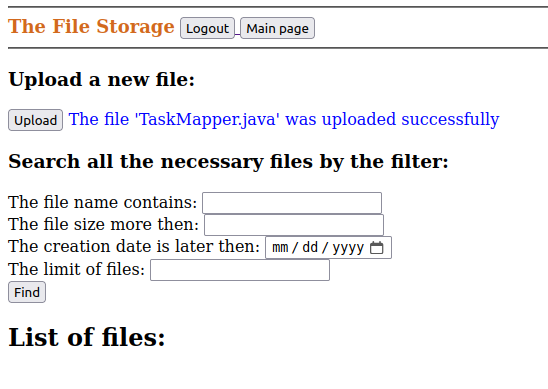 The File Storage Logout Main page
Upload a new file:
Upload The file 'TaskMapper.java' was uploaded successfully
Search all the necessary files by the filter:
The file name contains:
The file size more then:
The creation date is later then: mm / dd / yyyy
The limit of files:
Find
List of files: